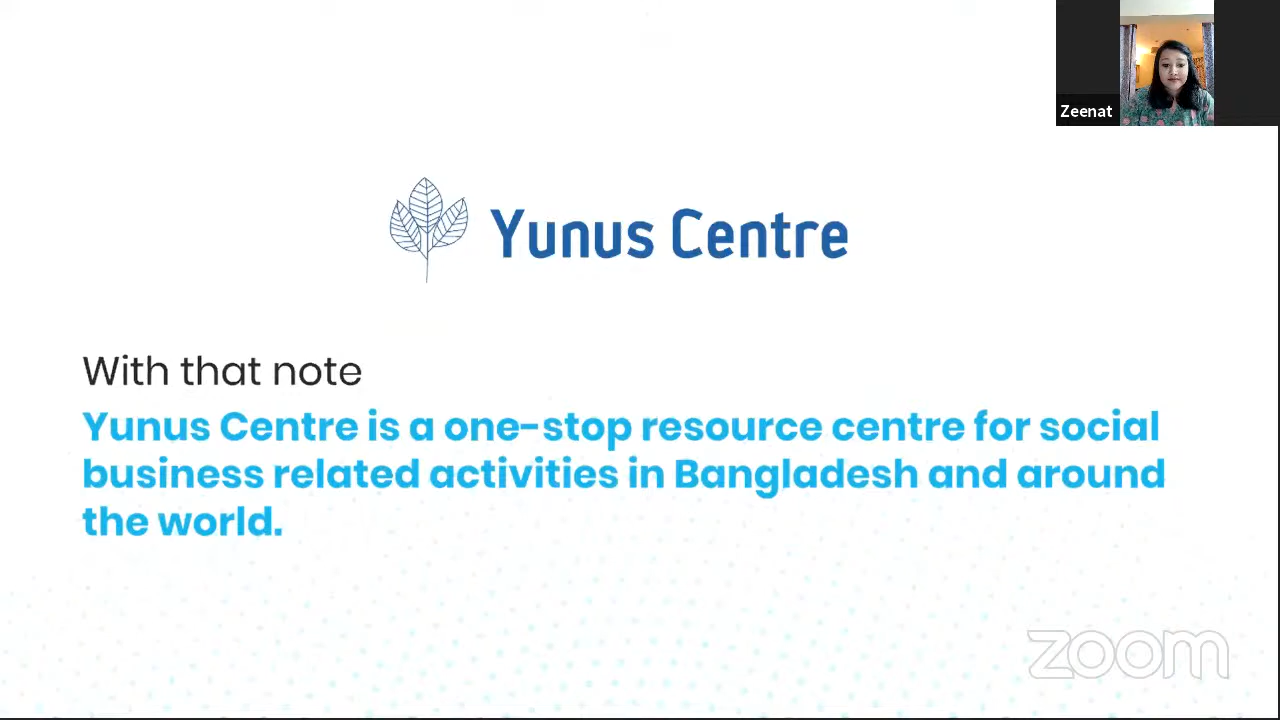 Zeenat
Yunus Centre
With that note
Yunus Centre is a one-stop resource centre for social
business related activities in Bangladesh and around
the world.
zoom